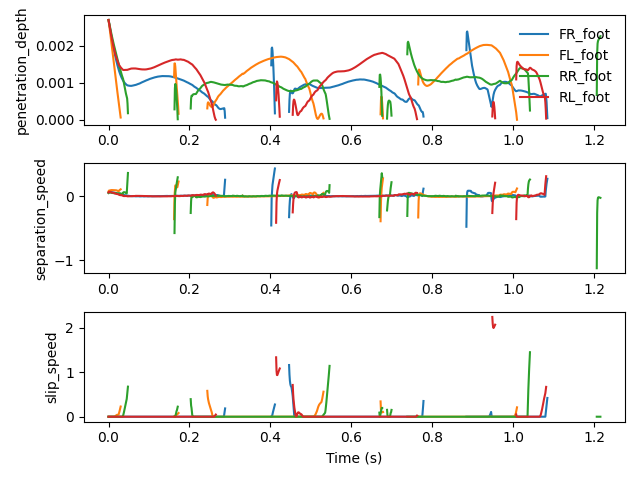 penetration_depth
0.002
0.001
0.000
0.0 0.2 0.4 0.6 0.8 1.0 1.2
FR_foot
FL_foot
RR_foot
RL_foot
separation_speed
0
−1
0.0 0.2 0.4 0.6 0.8 1.0 1.2
slip_speed
2
1
0
0.0 0.2 0.4 0.6 0.8 1.0 1.2
Time (s)